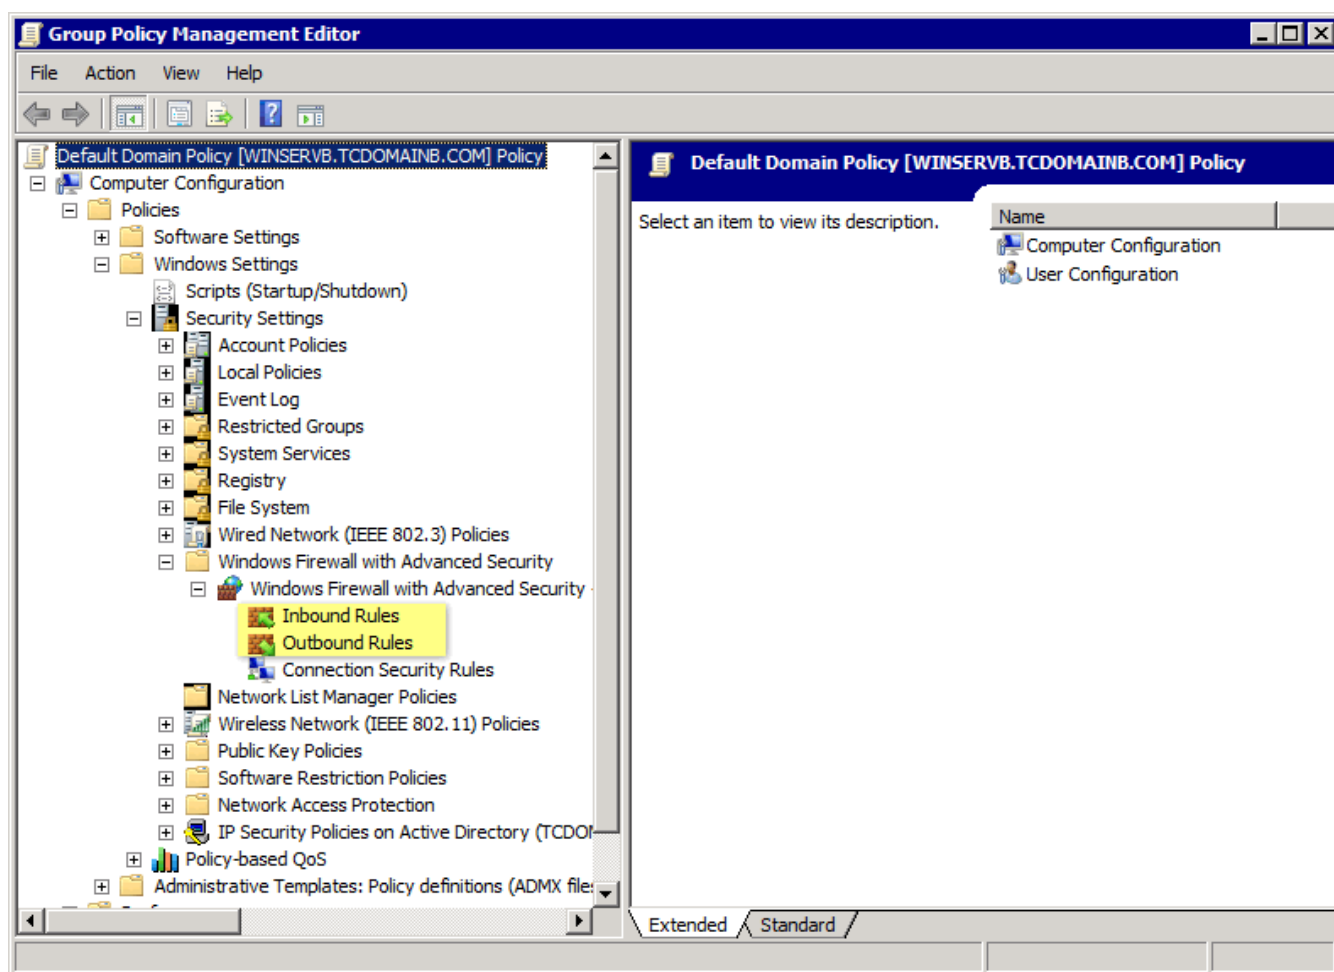 Group Policy Management Editor
File Action View Help
Default Domain Policy [WINSERVB.TCDOMAINB.COM] Policy
Computer Configuration
Policies
Software Settings
Windows Settings
Scripts (Startup/Shutdown)
Security Settings
Account Policies
Local Policies
Event Log
Restricted Groups
System Services
Registry
File System
Wired Network (IEEE 802.3) Policies
Windows Firewall with Advanced Security
Windows Firewall with Advanced Security
Inbound Rules
Outbound Rules
Connection Security Rules
Network List Manager Policies
Wireless Network (IEEE 802.11) Policies
Public Key Policies
Software Restriction Policies
Network Access Protection
IP Security Policies on Active Directory (TCDO
Policy-based QoS
Administrative Templates: Policy definitions (ADMX file
Default Domain Policy [WINSERVB.TCDOMAINB.COM] Policy
Select an item to view its description.
Name
Computer Configuration
User Configuration
Extended Standard